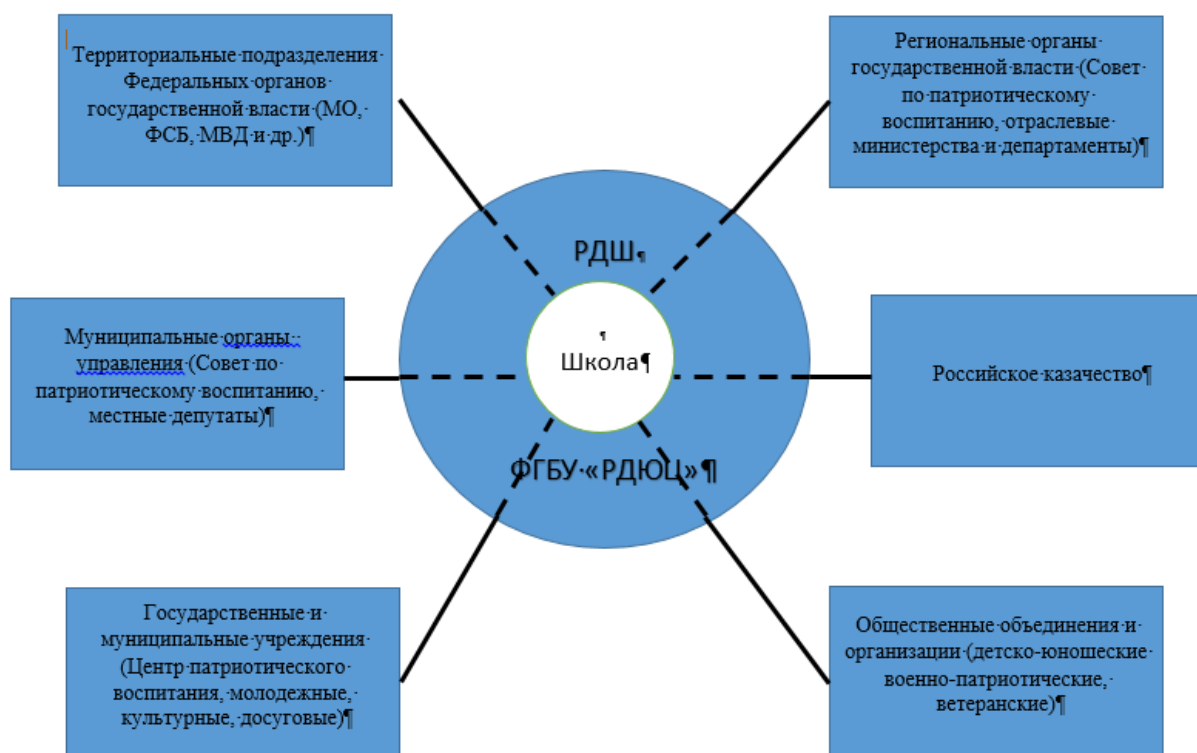 Территориальные подразделения
Федеральных органов
государственной власти (МО,
ФСБ, МВД и др.)¶
Региональные органы
государственной власти (Совет
по патриотическому
воспитанию, отраслевые
министерства и департаменты)¶
РДШ¶
Муниципальные органы
управления (Совет по
патриотическому воспитанию,
местные депутаты)¶
¶
Школа¶
Российское казачество¶
ФГБУ «РДЮЦ»¶
Государственные и
муниципальные учреждения
(Центр патриотического
воспитания, молодежные,
культурные, досуговые)¶
Общественные объединения и
организации (детско-юношеские
военно-патриотические,
ветеранские)¶